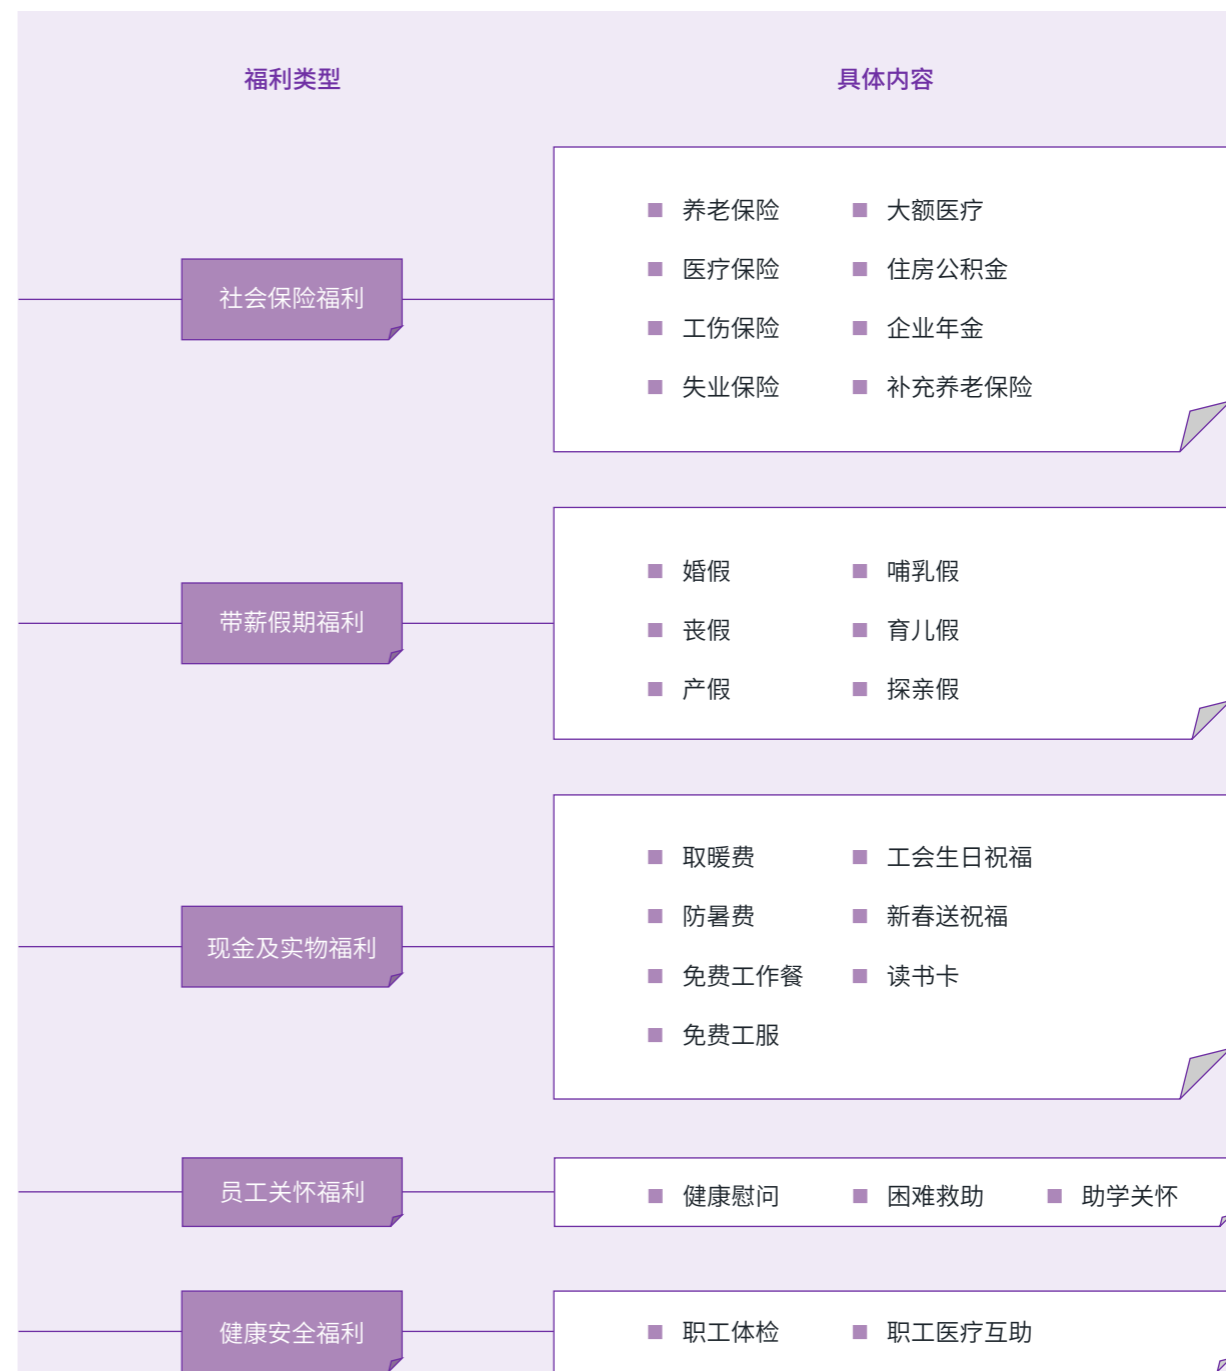 福利类型 具体内容
社会保险福利
养老保险 大额医疗
医疗保险 住房公积金
工伤保险 企业年金
失业保险 补充养老保险
带薪假期福利
婚假 哺乳假
丧假 育儿假
产假 探亲假
现金及实物福利
取暖费 工会生日祝福
防暑费 新春送祝福
免费工作餐 读书卡
免费工服
员工关怀福利
健康慰问 困难救助 助学关怀
健康安全福利
职工体检 职工医疗互助